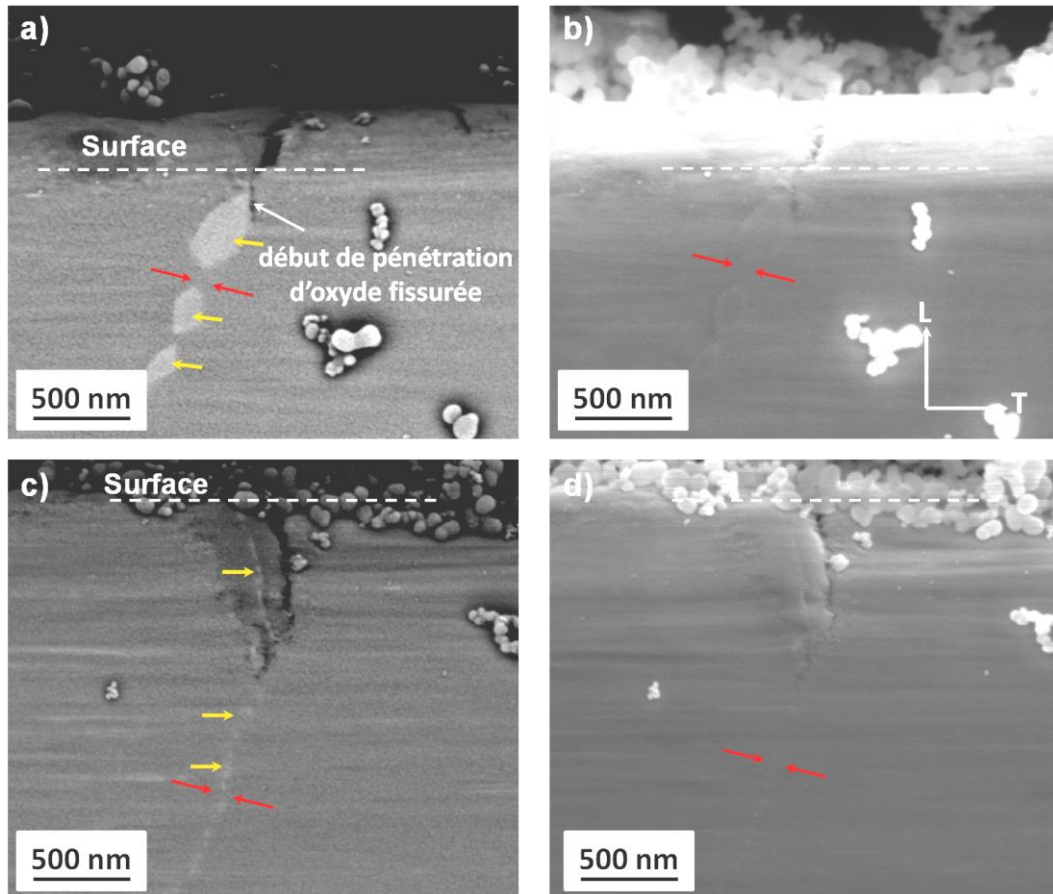 a)
Surface
début de pénétration
d'oxyde fissurée
500 nm
b)
L
T
500 nm
c)
Surface
500 nm
d)
500 nm